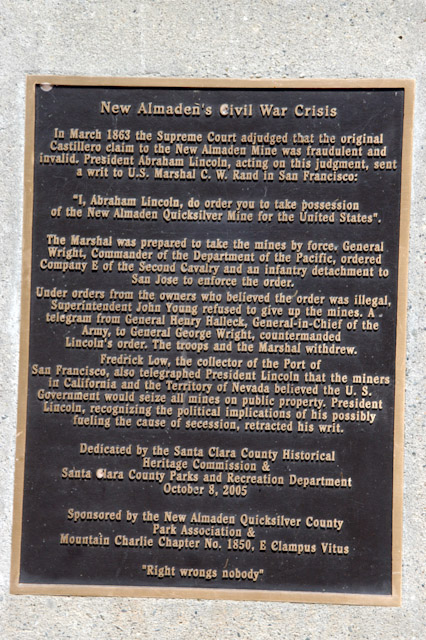 New Almaden's Civil War Crisis
In March 1863 the Supreme Court adjudged that the original
Castillero claim to the New Almaden Mine was fraudulent and
invalid. President Abraham Lincoln, acting on this judgment, sent
a writ to U.S. Marshal C. W. Rand in San Francisco:
"I, Abraham Lincoln, do order you to take possession
of the New Almaden Quicksilver Mine for the United States".
The Marshal was prepared to take the mines by force. General
Wright, Commander of the Department of the Pacific, ordered
Company E of the Second Cavalry and an infantry detachment to
San Jose to enforce the order.
Under orders from the owners who believed the order was illegal,
Superintendent John Young refused to give up the mines. A
telegram from General Henry Halleck, General-in-Chief of the
Army, to General George Wright, countermanded
Lincoln's order. The troops and the Marshal withdrew.
Fredrick Low, the collector of the Port of
San Francisco, also telegraphed President Lincoln that the miners
in California and the Territory of Nevada believed the U. S.
Government would seize all mines on public property. President
Lincoln, recognizing the political implications of his possibly
fueling the cause of secession, retracted his writ.
Dedicated by the Santa Clara County Historical
Heritage Commission &
Santa Clara County Parks and Recreation Department
October 8, 2005
Sponsored by the New Almaden Quicksilver County
Park Association &
Mountain Charlie Chapter No. 1850, E Clampus Vitus
"Right wrongs nobody"